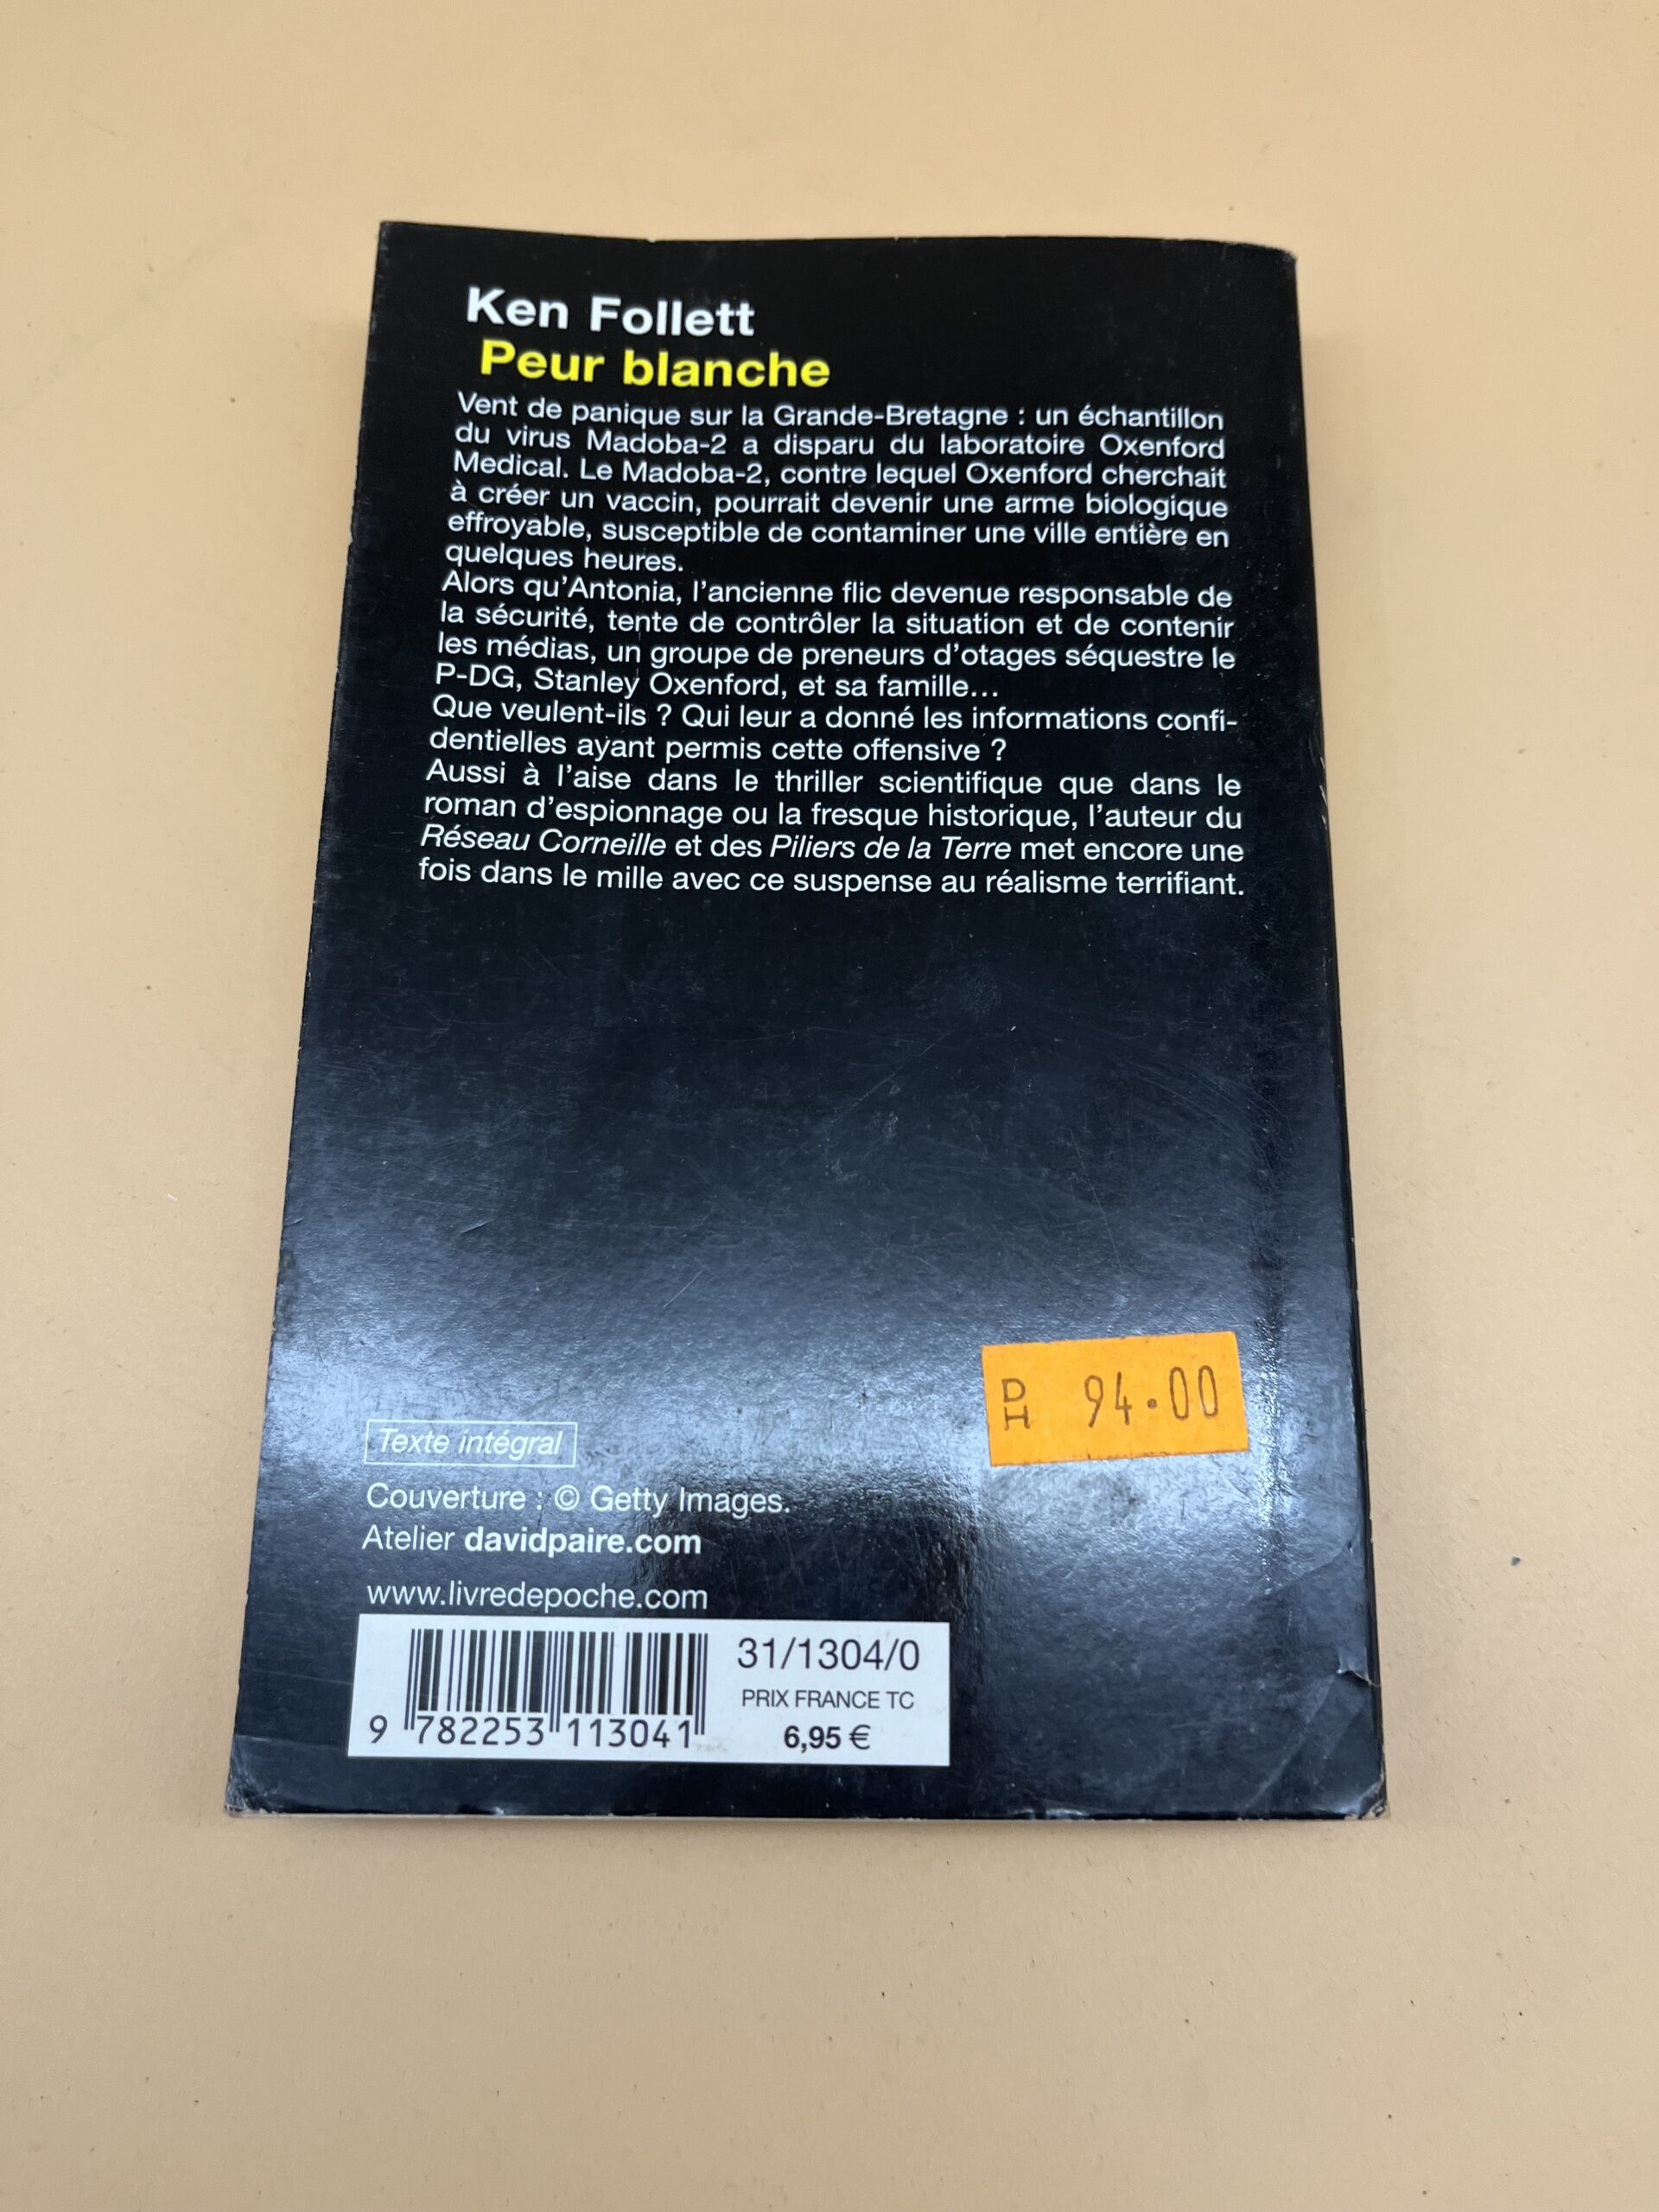 Ken Follett
Peur blanche
Vent de panique sur la Grande-Bretagne : un échantillon
du virus Madoba-2 a disparu du laboratoire Oxenford
Medical. Le Madoba-2, contre lequel Oxenford cherchait
à créer un vaccin, pourrait devenir une arme biologique
effroyable, susceptible de contaminer une ville entière en
quelques heures.
Alors qu'Antonia, l'ancienne flic devenue responsable de
la sécurité, tente de contrôler la situation et de contenir
les médias, un groupe de preneurs d'otages séquestre le
P-DG, Stanley Oxenford, et sa famille...
Que veulent-ils ? Qui leur a donné les informations confi-
dentielles ayant permis cette offensive ?
Aussi à l'aise dans le thriller scientifique que dans le
roman d'espionnage ou la fresque historique, l'auteur du
Réseau Corneille et des Piliers de la Terre met encore une
fois dans le mille avec ce suspense au réalisme terrifiant.
DH 94.00
Texte intégral
Couverture : © Getty Images.
Atelier davidpaire.com
www.livredepoche.com
31/1304/0
PRIX FRANCE TC
6,95 €
9 782253 113041